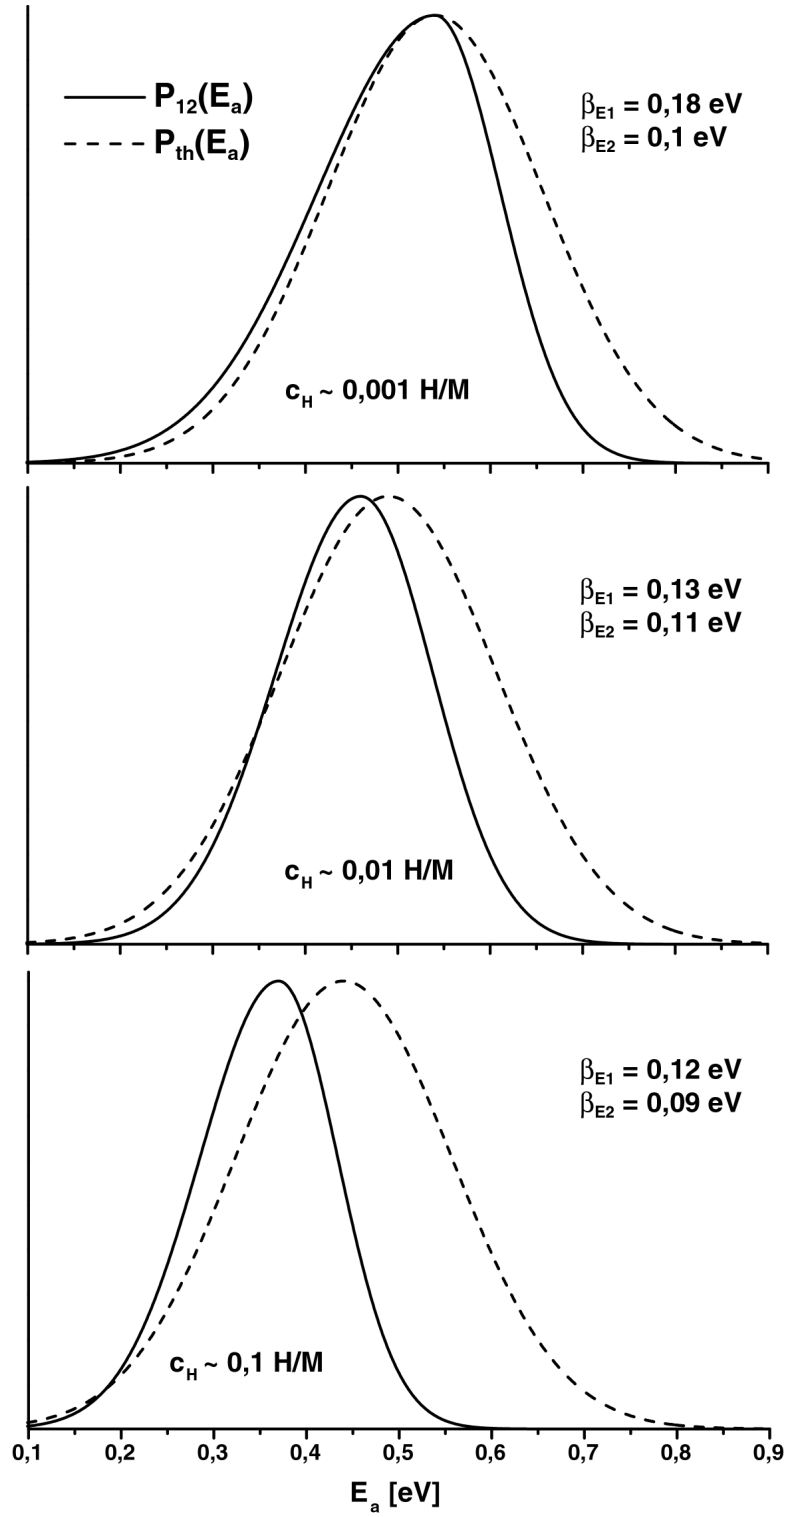 P12(Ea)
Pth(Ea)
βE1 = 0,18 eV
βE2 = 0,1 eV
cH ~ 0,001 H/M
βE1 = 0,13 eV
βE2 = 0,11 eV
cH ~ 0,01 H/M
βE1 = 0,12 eV
βE2 = 0,09 eV
cH ~ 0,1 H/M
0,1 0,2 0,3 0,4 0,5 0,6 0,7 0,8 0,9
Ea [eV]